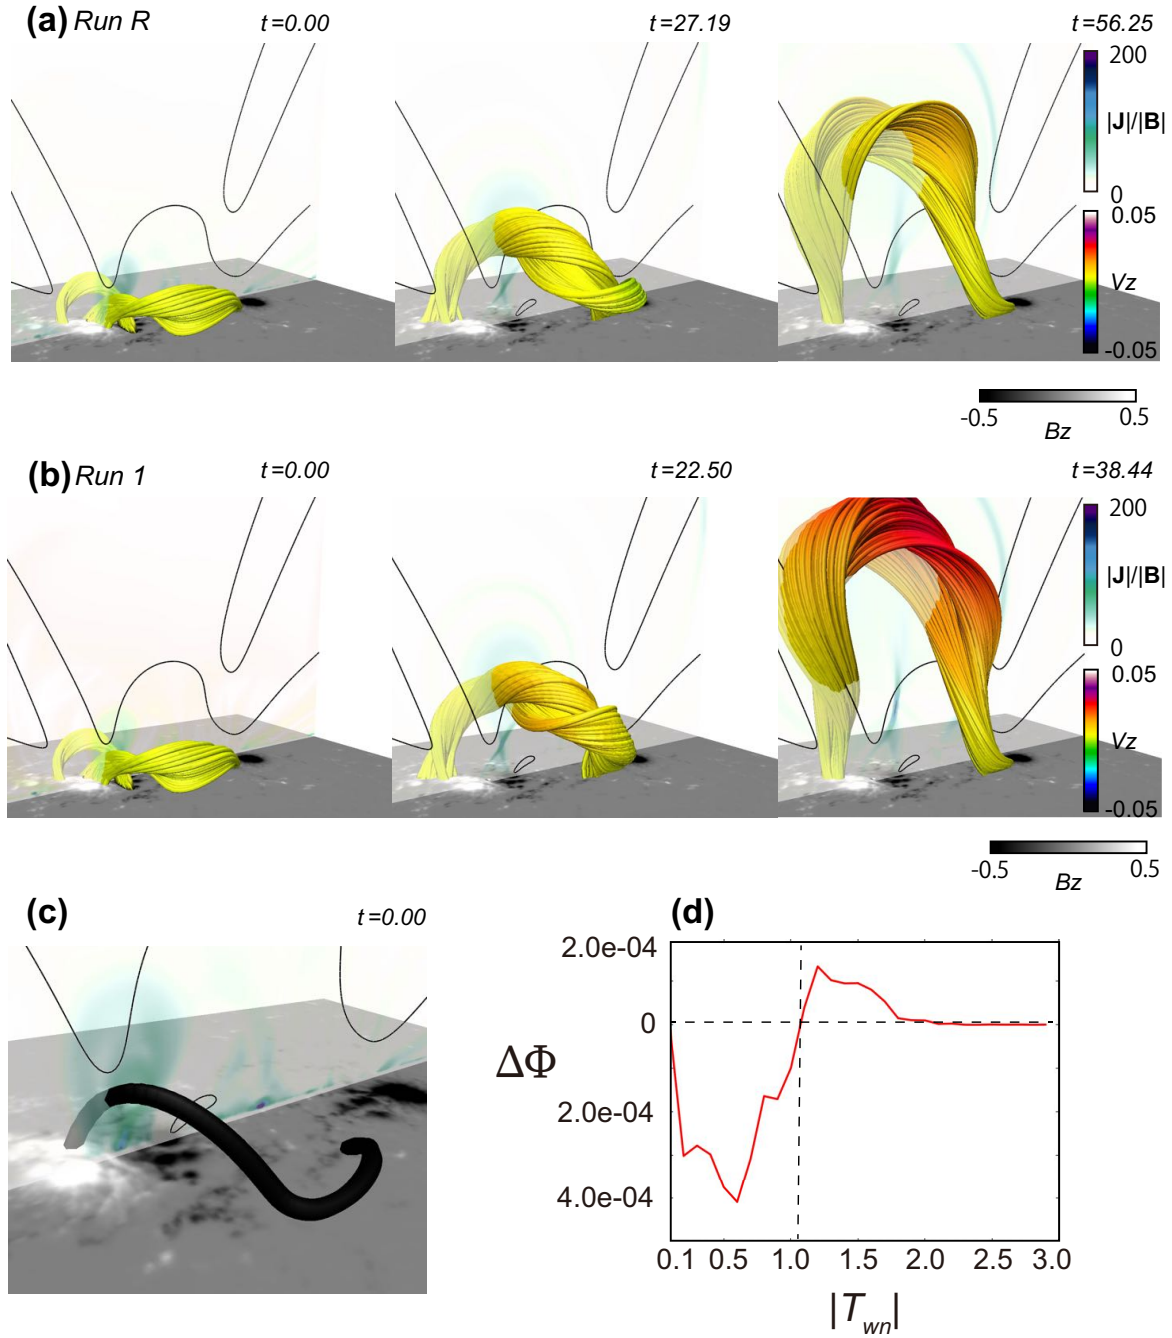 (a) Run R t=0.00 t=27.19 t=56.25
200
|J|/|B|
0
0.05
Vz
-0.05
-0.5 0.5
Bz
(b) Run 1 t=0.00 t=22.50 t=38.44
200
|J|/|B|
0
0.05
Vz
-0.05
-0.5 0.5
Bz
(c) t=0.00
(d)
2.0e-04
0
ΔΦ
2.0e-04
4.0e-04
0.1 0.5 1.0 1.5 2.0 2.5 3.0
|Twn|